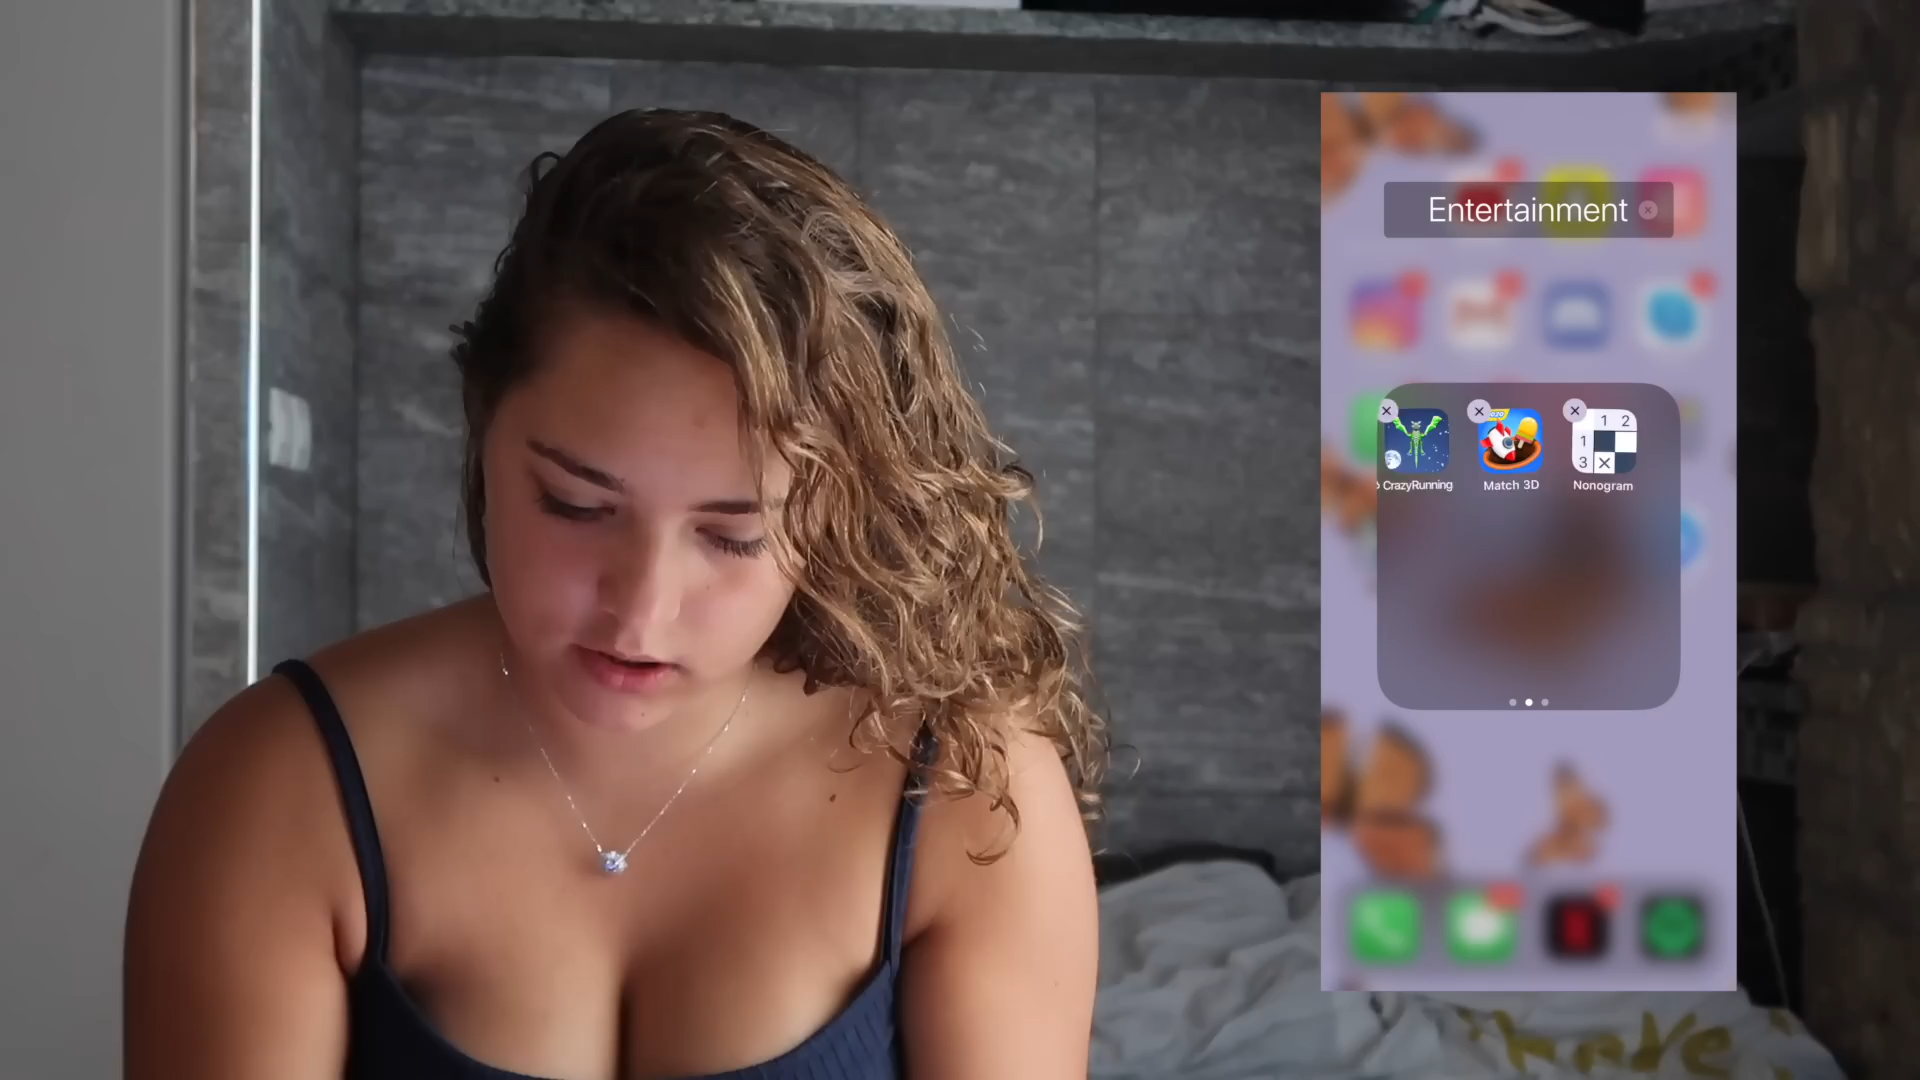 Entertainment
CrazyRunning
Match 3D
Nonogram
1 2
1
3